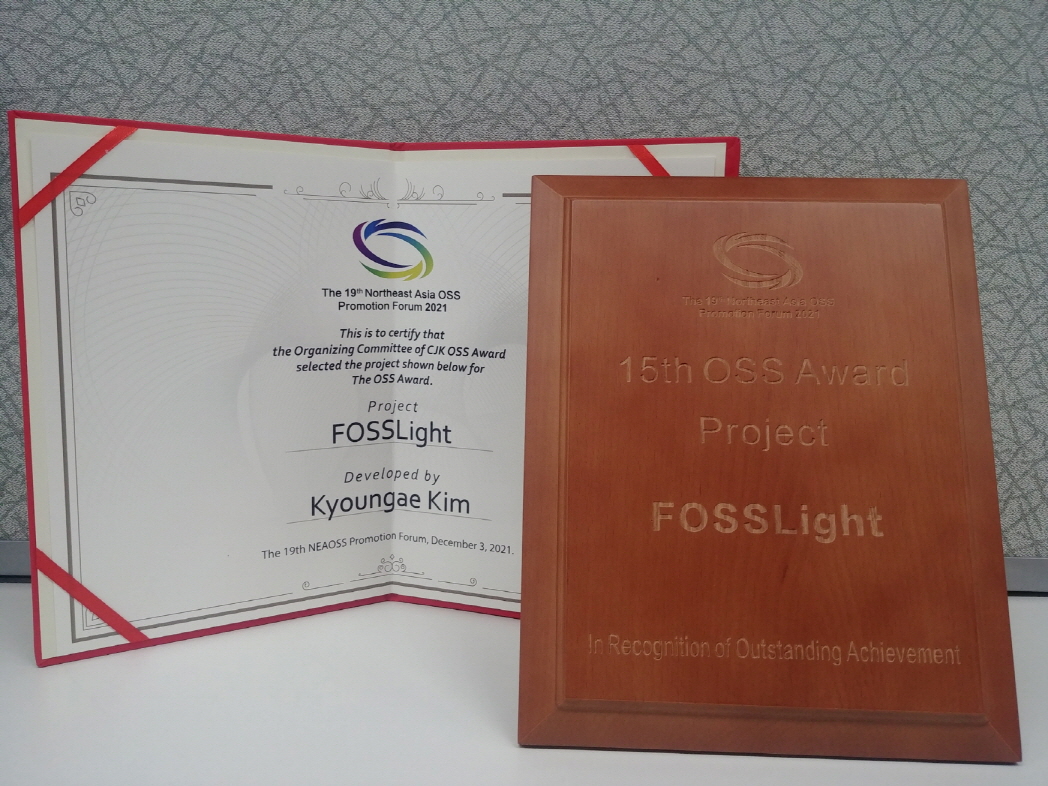 The 19th Northeast Asia OSS
Promotion Forum 2021
This is to certify that
the Organizing Committee of CJK OSS Award
selected the project shown below for
The OSS Award.
Project
FOSSLight
Developed by
Kyoungae Kim
The 19th NEAOSS Promotion Forum, December 3, 2021.
The 19th Northeast Asia OSS
Promotion Forum 2021
15th OSS Award
Project
FOSSLight
In Recognition of Outstanding Achievement